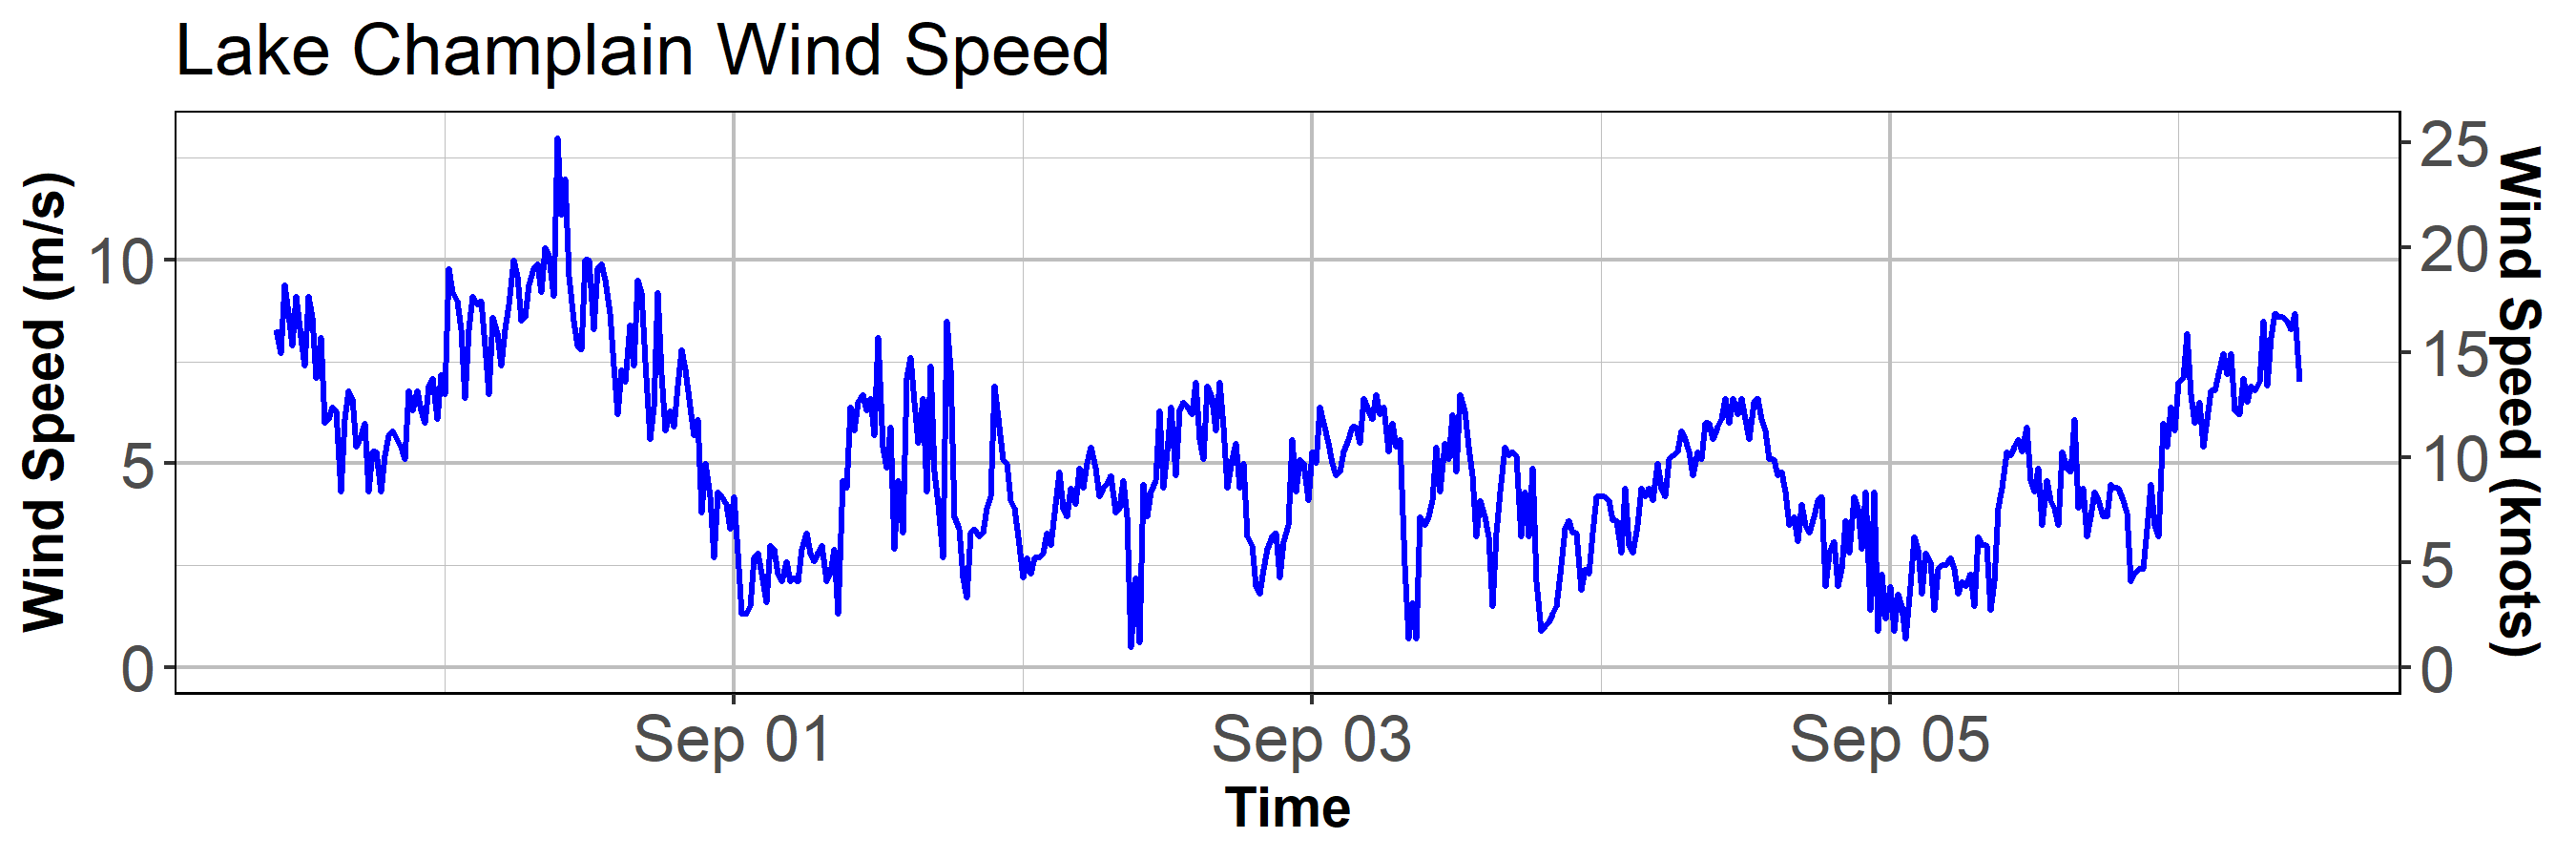 Lake Champlain Wind Speed
Wind Speed (m/s)
10
5
0
25
20
15
10
5
0
Wind Speed (knots)
Sep 01 Sep 03 Sep 05
Time